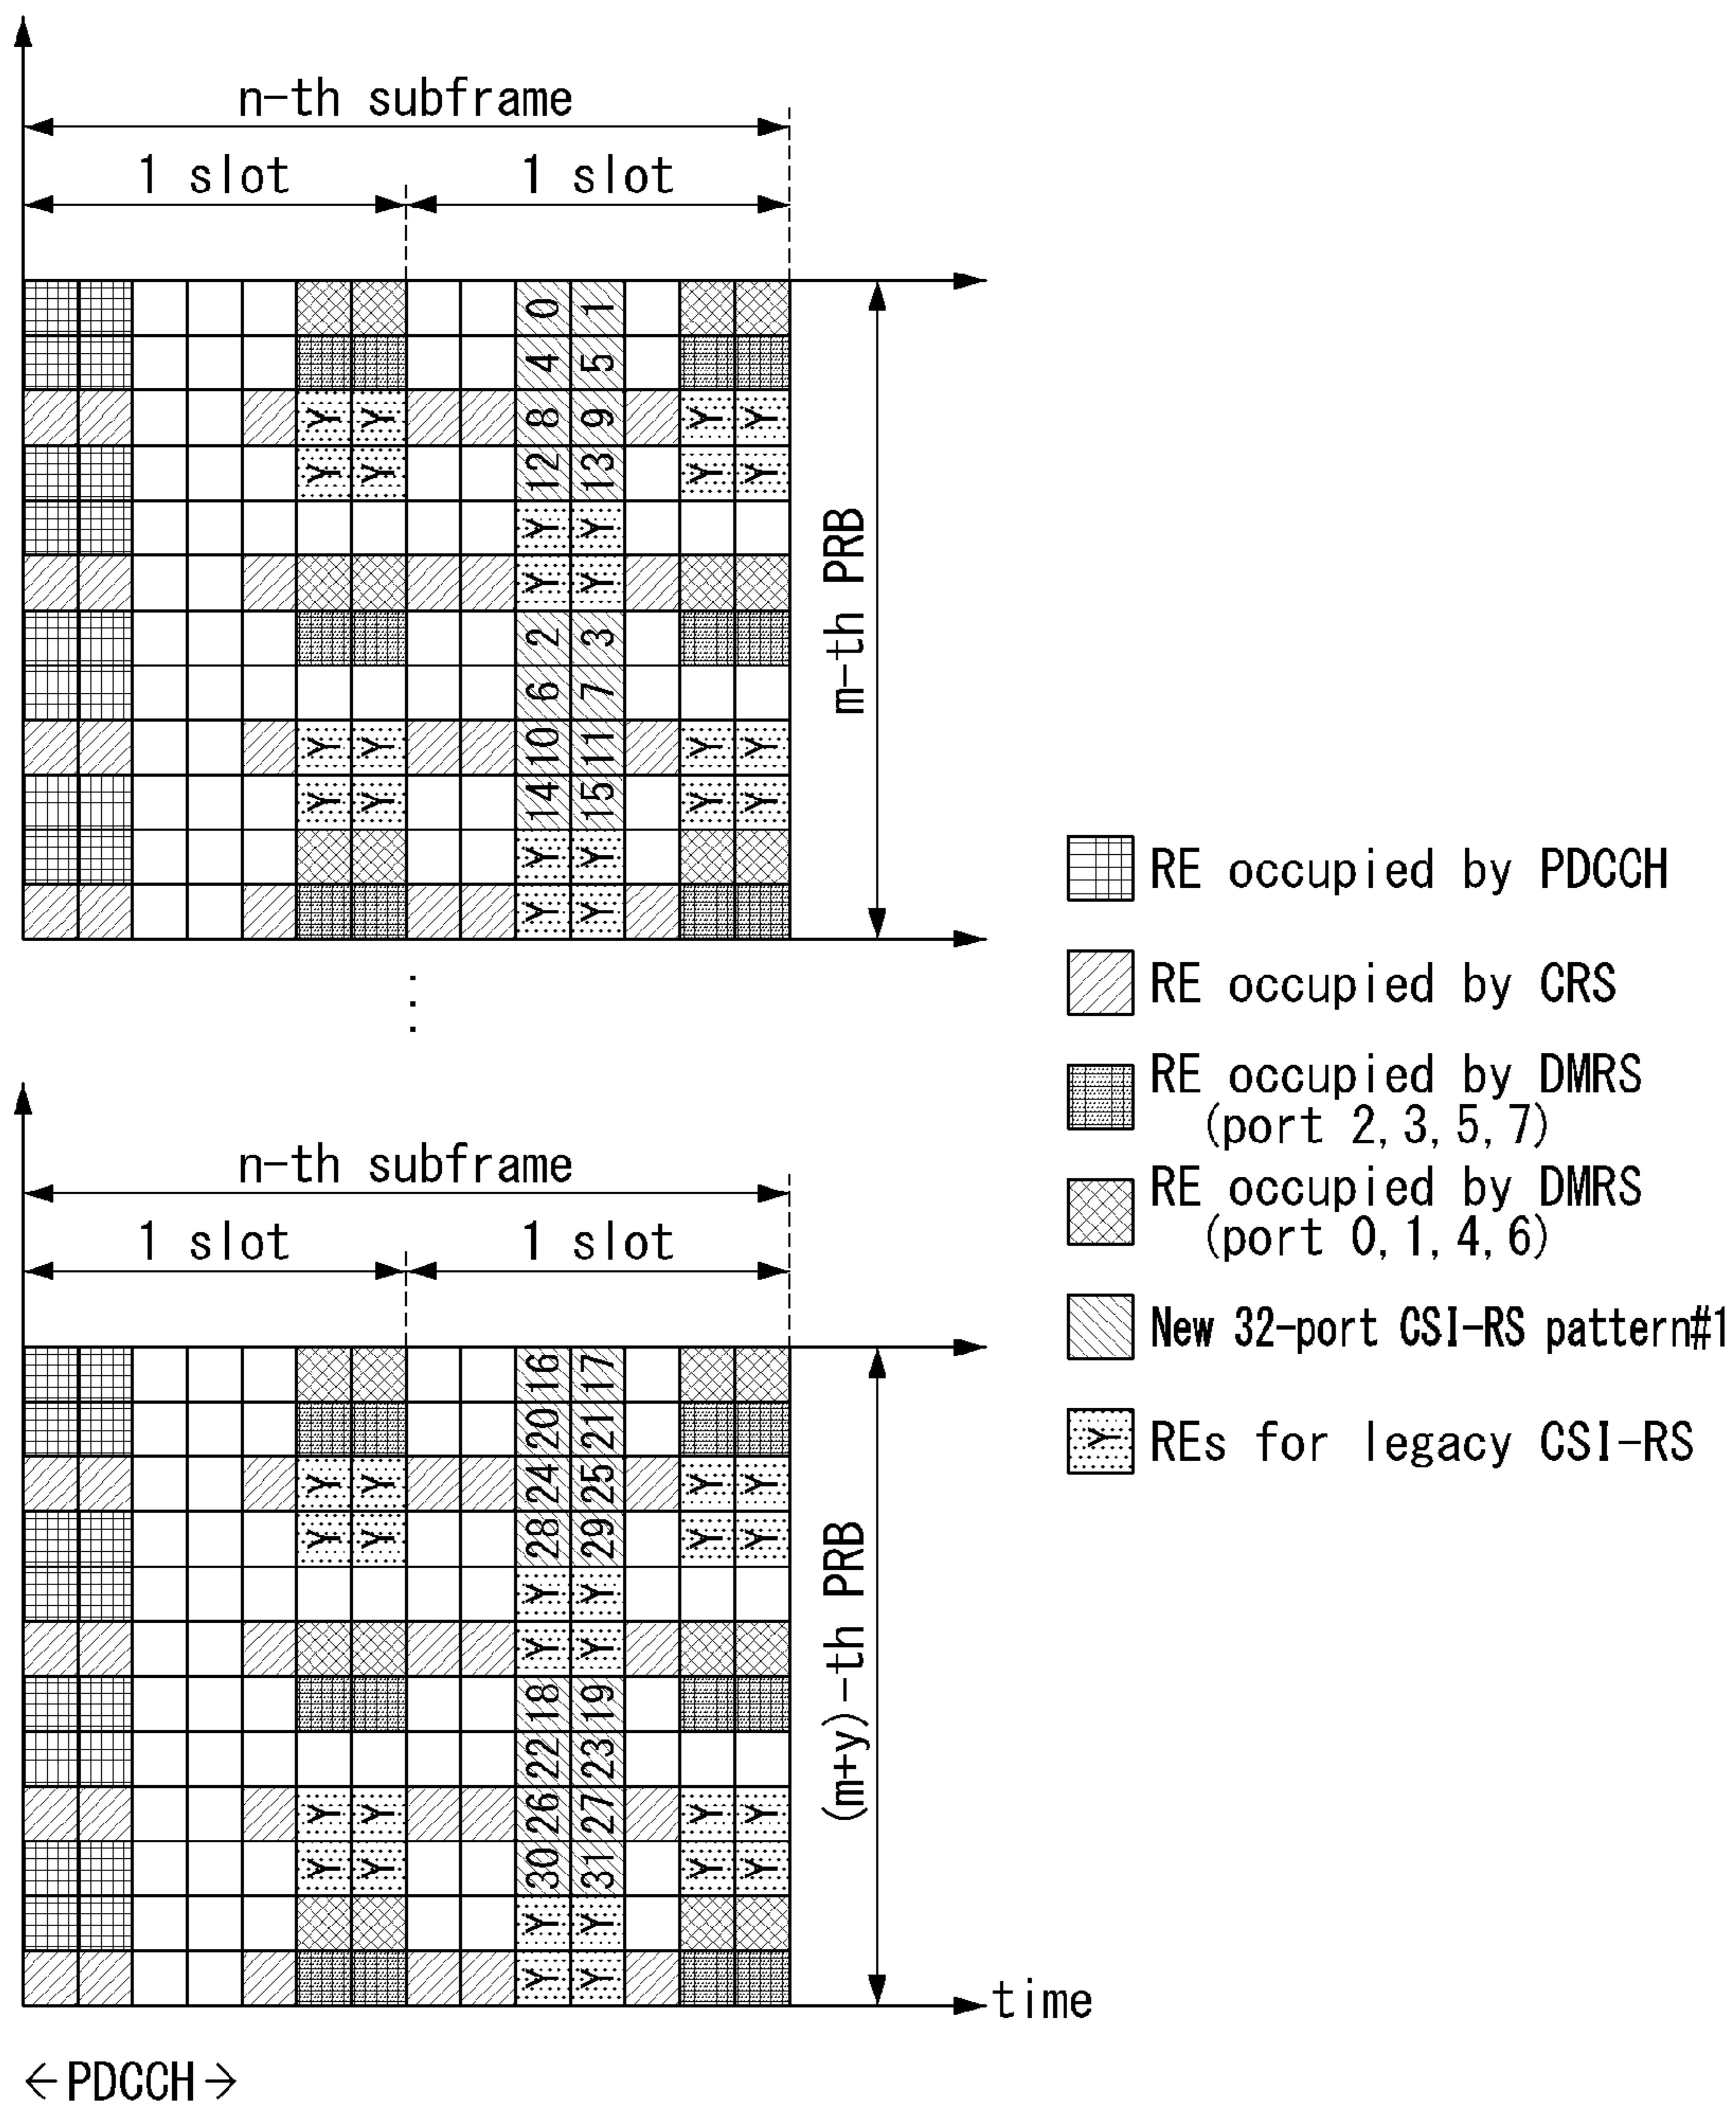 n-th subframe
1 slot 1 slot
0 1
4 5
Y Y 8 9 Y Y
Y Y 12 13 Y Y
Y Y
Y Y
2 3
6 7
Y Y 10 11 Y Y
Y Y 14 15 Y Y
Y Y
Y Y
m-th PRB
n-th subframe
1 slot 1 slot
16 17
20 21
Y Y 24 25 Y Y
Y Y 28 29 Y Y
Y Y
Y Y
18 19
22 23
Y Y 26 27 Y Y
Y Y 30 31 Y Y
Y Y
Y Y
(m+y)-th PRB
time
←PDCCH→
RE occupied by PDCCH
RE occupied by CRS
RE occupied by DMRS
(port 2, 3, 5, 7)
RE occupied by DMRS
(port 0, 1, 4, 6)
New 32-port CSI-RS pattern#1
Y REs for legacy CSI-RS